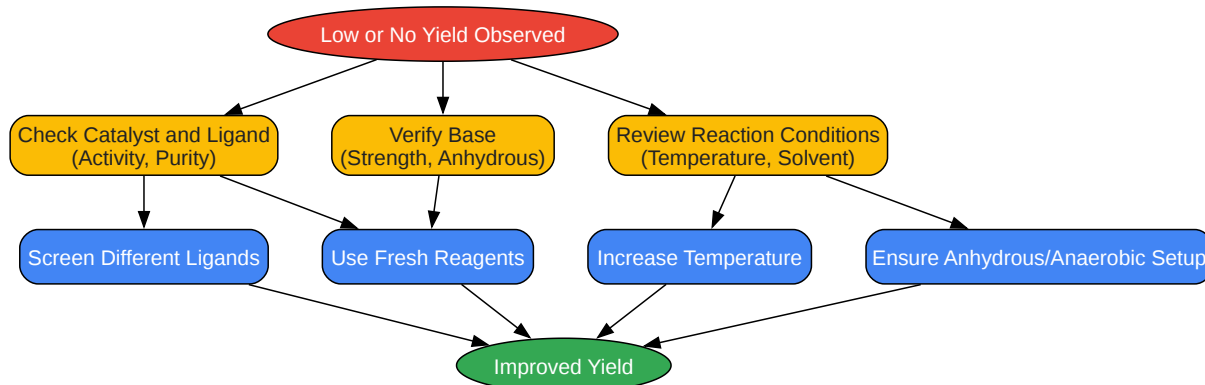 Low or No Yield Observed
Check Catalyst and Ligand
(Activity, Purity)
Verify Base
(Strength, Anhydrous)
Review Reaction Conditions
(Temperature, Solvent)
Screen Different Ligands
Use Fresh Reagents
Increase Temperature
Ensure Anhydrous/Anaerobic Setup
Improved Yield